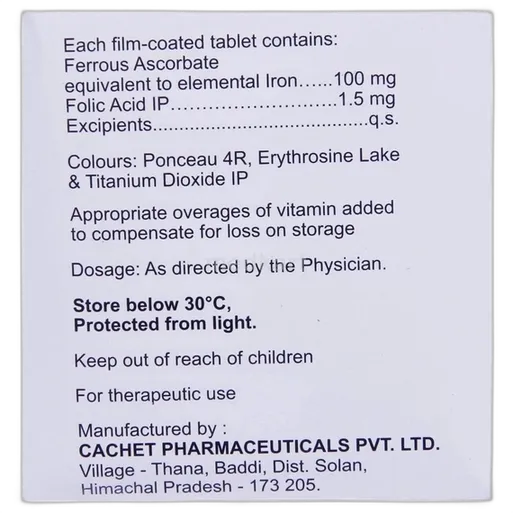 Each film-coated tablet contains:
Ferrous Ascorbate
equivalent to elemental Iron......100 mg
Folic Acid IP...........................1.5 mg
Excipients.........................................q.s.
Colours: Ponceau 4R, Erythrosine Lake
& Titanium Dioxide IP
Appropriate overages of vitamin added
to compensate for loss on storage
Dosage: As directed by the Physician.
Store below 30°C,
Protected from light.
Keep out of reach of children
For therapeutic use
Manufactured by :
CACHET PHARMACEUTICALS PVT. LTD.
Village - Thana, Baddi, Dist. Solan,
Himachal Pradesh - 173 205.